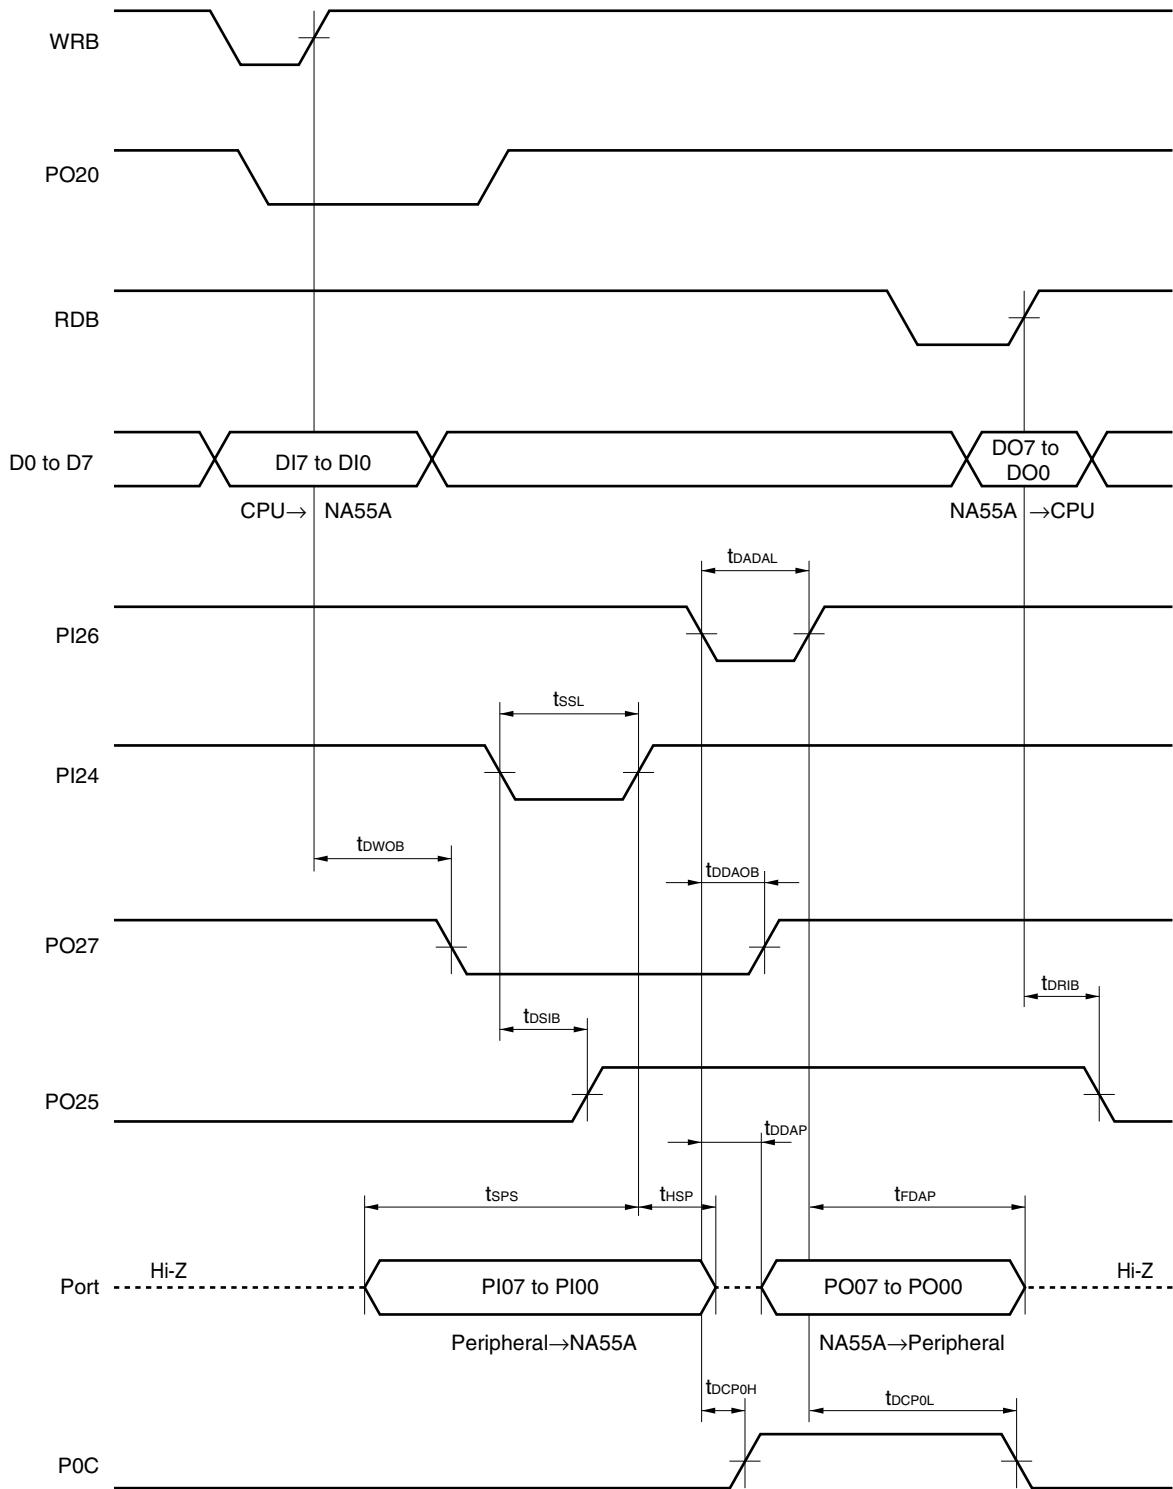 WRB
PO20
RDB
D0 to D7
DI7 to DI0
DO7 to
DO0
CPU→ NA55A
NA55A →CPU
tDADAL
PI26
tSSL
PI24
tDWOB
tDDAOB
PO27
tDRIB
tDSIB
PO25
tDDAP
tSPS
tHSP
tFDAP
Hi-Z
Hi-Z
Port
PI07 to PI00
PO07 to PO00
Peripheral→NA55A
NA55A→Peripheral
tDCP0H
tDCP0L
P0C